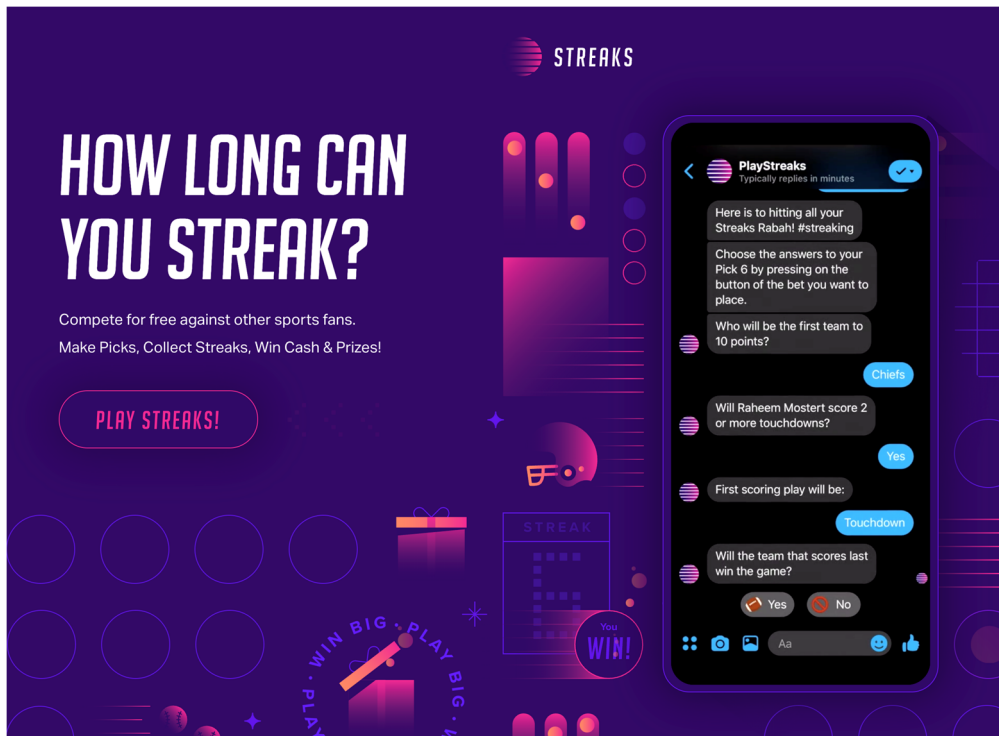 STREAKS
HOW LONG CAN
YOU STREAK?
Compete for free against other sports fans.
Make Picks, Collect Streaks, Win Cash & Prizes!
PLAY STREAKS!
PlayStreaks
Typically replies in minutes
Here is to hitting all your
Streaks Rabah! #streaking
Choose the answers to your
Pick 6 by pressing on the
button of the bet you want to
place.
Who will be the first team to
10 points?
Chiefs
Will Raheem Mostert score 2
or more touchdowns?
Yes
First scoring play will be:
Touchdown
Will the team that scores last
win the game?
Yes
No
Aa
STREAK
You
WIN!
WIN BIG · PLAY BIG ·